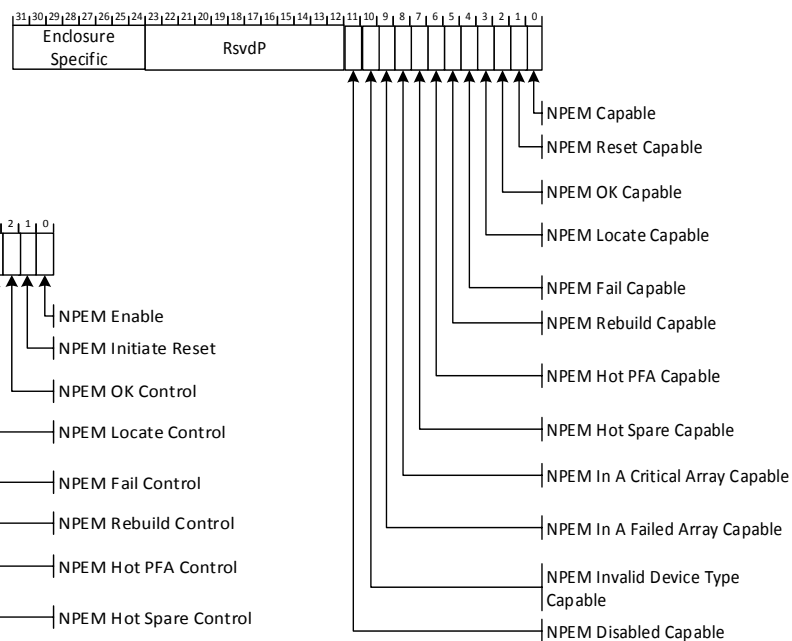 31 30 29 28 27 26 25 24 23 22 21 20 19 18 17 16 15 14 13 12 11 10 9 8 7 6 5 4 3 2 1 0
Enclosure
Specific
RsvdP
NPEM Capable
NPEM Reset Capable
NPEM OK Capable
NPEM Locate Capable
NPEM Fail Capable
NPEM Rebuild Capable
NPEM Hot PFA Capable
NPEM Hot Spare Capable
NPEM In A Critical Array Capable
NPEM In A Failed Array Capable
NPEM Invalid Device Type
Capable
NPEM Disabled Capable
2 1 0
NPEM Enable
NPEM Initiate Reset
NPEM OK Control
NPEM Locate Control
NPEM Fail Control
NPEM Rebuild Control
NPEM Hot PFA Control
NPEM Hot Spare Control